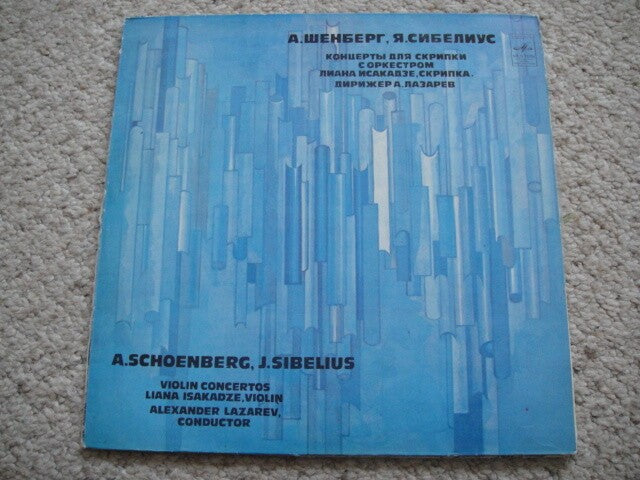 А.ШЕНБЕРГ, Я.СИБЕЛИУС
КОНЦЕРТЫ ДЛЯ СКРИПКИ
С ОРКЕСТРОМ
ЛИАНА ИСАКАДЗЕ, СКРИПКА.
ДИРИЖЕР А.ЛАЗАРЕВ
A.SCHOENBERG, J.SIBELIUS
VIOLIN CONCERTOS
LIANA ISAKADZE, VIOLIN
ALEXANDER LAZAREV,
CONDUCTOR